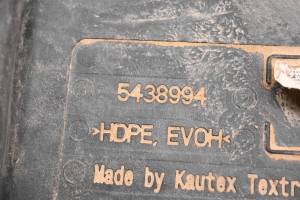 5438994
>HDPE, EVOH<
Made by Kautex Textr